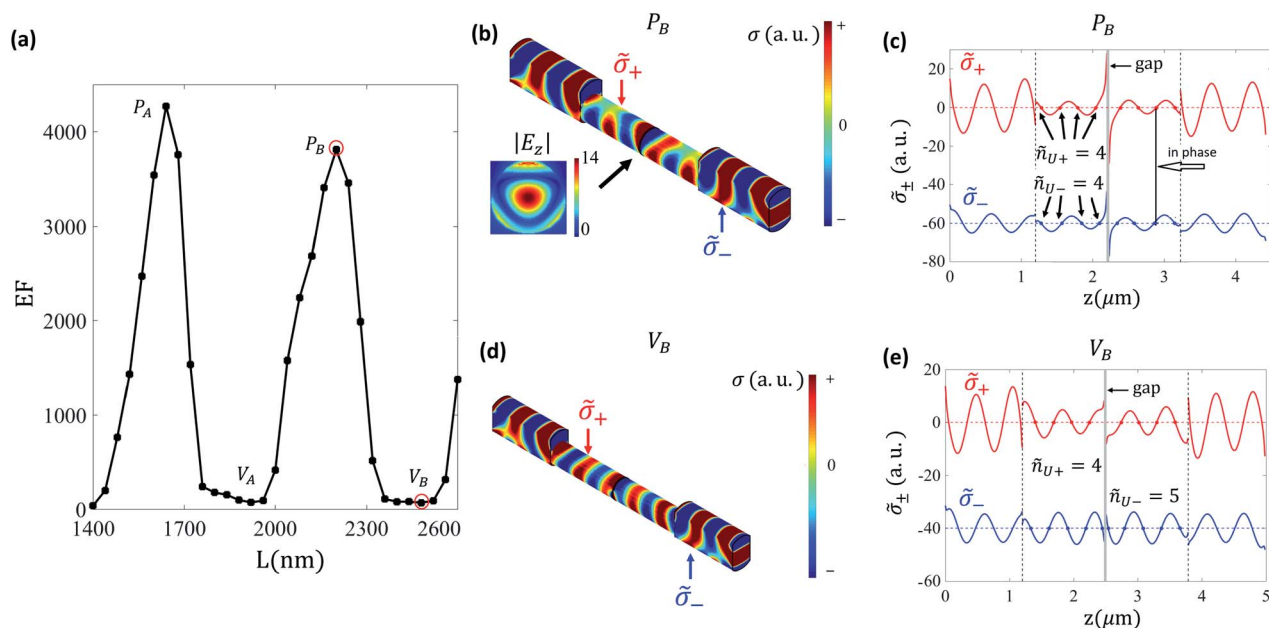 (a)
EF
4000
3000
2000
1000
0
1400
1700
2000
2300
2600
L(nm)
P_A
P_B
V_A
V_B
(b)
P_B
σ̃₊
σ̃₋
|E_z|
14
0
σ (a. u.)
+
0
−
(c)
P_B
σ̃± (a. u.)
20
0
-20
-40
-60
-80
σ̃₊
gap
ñ_U+ = 4
in phase
ñ_U− = 4
σ̃₋
0
1
2
3
4
z(μm)
(d)
V_B
σ̃₊
σ̃₋
σ (a. u.)
+
0
−
(e)
V_B
σ̃± (a. u.)
20
0
-20
-40
-60
σ̃₊
gap
ñ_U+ = 4
ñ_U− = 5
σ̃₋
0
1
2
3
4
5
z(μm)